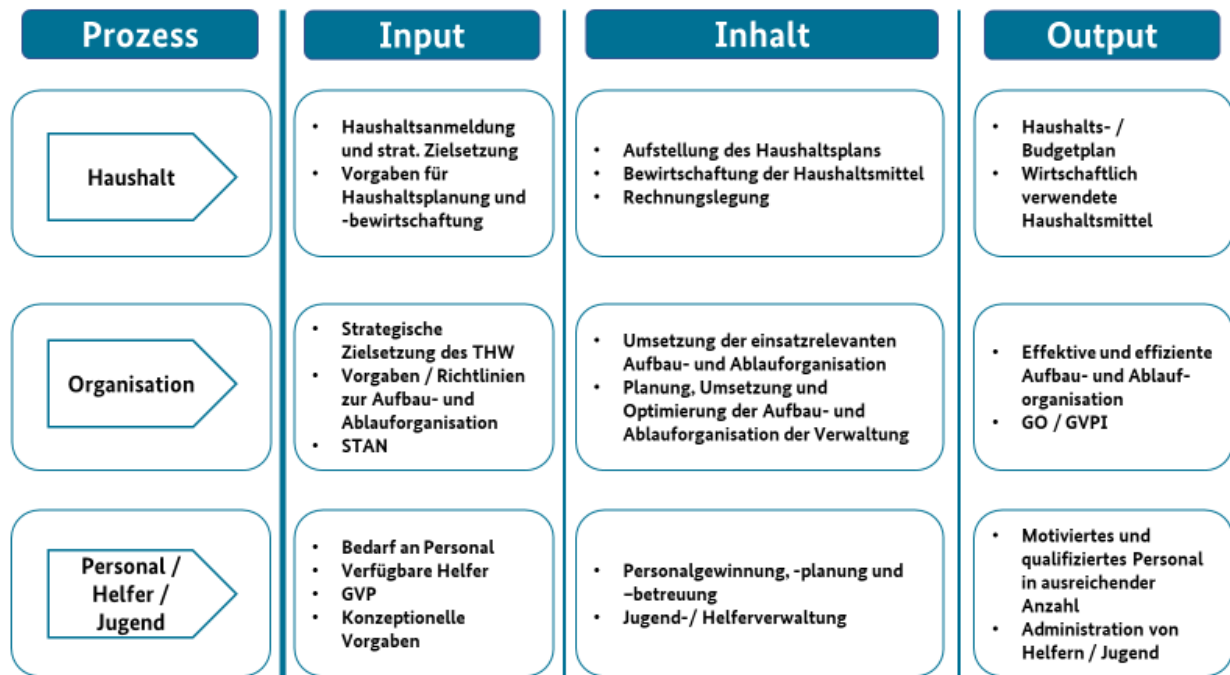 Prozess
Input
Inhalt
Output
Haushalt
• Haushaltsanmeldung
und strat. Zielsetzung
• Vorgaben für
Haushaltsplanung und
-bewirtschaftung
• Aufstellung des Haushaltsplans
• Bewirtschaftung der Haushaltsmittel
• Rechnungslegung
• Haushalts- /
Budgetplan
• Wirtschaftlich
verwendete
Haushaltsmittel
Organisation
• Strategische
Zielsetzung des THW
• Vorgaben / Richtlinien
zur Aufbau- und
Ablauforganisation
• STAN
• Umsetzung der einsatzrelevanten
Aufbau- und Ablauforganisation
• Planung, Umsetzung und
Optimierung der Aufbau- und
Ablauforganisation der Verwaltung
• Effektive und effiziente
Aufbau- und Ablauf-
organisation
• GO / GVPI
Personal /
Helfer /
Jugend
• Bedarf an Personal
• Verfügbare Helfer
• GVP
• Konzeptionelle
Vorgaben
• Personalgewinnung, -planung und
–betreuung
• Jugend-/ Helferverwaltung
• Motiviertes und
qualifiziertes Personal
in ausreichender
Anzahl
• Administration von
Helfern / Jugend